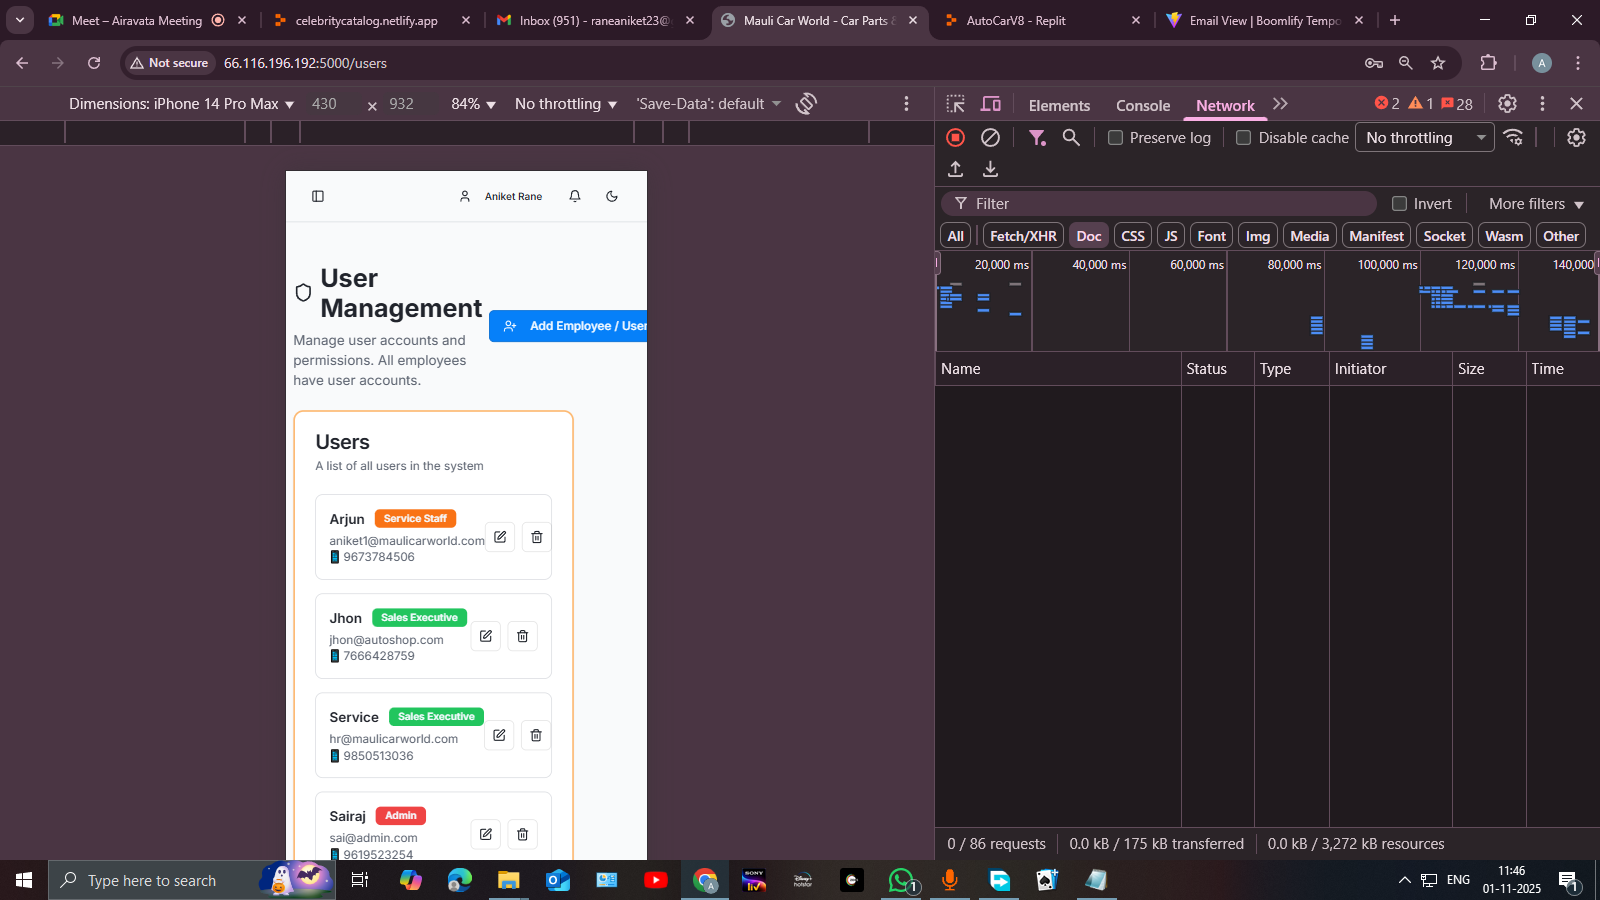 Meet – Airavata Meeting
celebritycatalog.netlify.app
Inbox (951) - raneaniket23@
Mauli Car World - Car Parts &
AutoCarV8 - Replit
Email View | Boomlify Tempo
Not secure
66.116.196.192:5000/users
A
Dimensions: iPhone 14 Pro Max
430
×
932
84%
No throttling
'Save-Data': default
Elements
Console
Network
2
1
28
Preserve log
Disable cache
No throttling
Filter
Invert
More filters
All
Fetch/XHR
Doc
CSS
JS
Font
Img
Media
Manifest
Socket
Wasm
Other
20,000 ms
40,000 ms
60,000 ms
80,000 ms
100,000 ms
120,000 ms
140,000
Name
Status
Type
Initiator
Size
Time
0 / 86 requests
0.0 kB / 175 kB transferred
0.0 kB / 3,272 kB resources
Aniket Rane
User
Management
Add Employee / User
Manage user accounts and
permissions. All employees
have user accounts.
Users
A list of all users in the system
Arjun
Service Staff
aniket1@maulicarworld.com
9673784506
Jhon
Sales Executive
jhon@autoshop.com
7666428759
Service
Sales Executive
hr@maulicarworld.com
9850513036
Sairaj
Admin
sai@admin.com
9619523254
Type here to search
A
SONY
liv
hotstar
1
ENG
11:46
01-11-2025
1